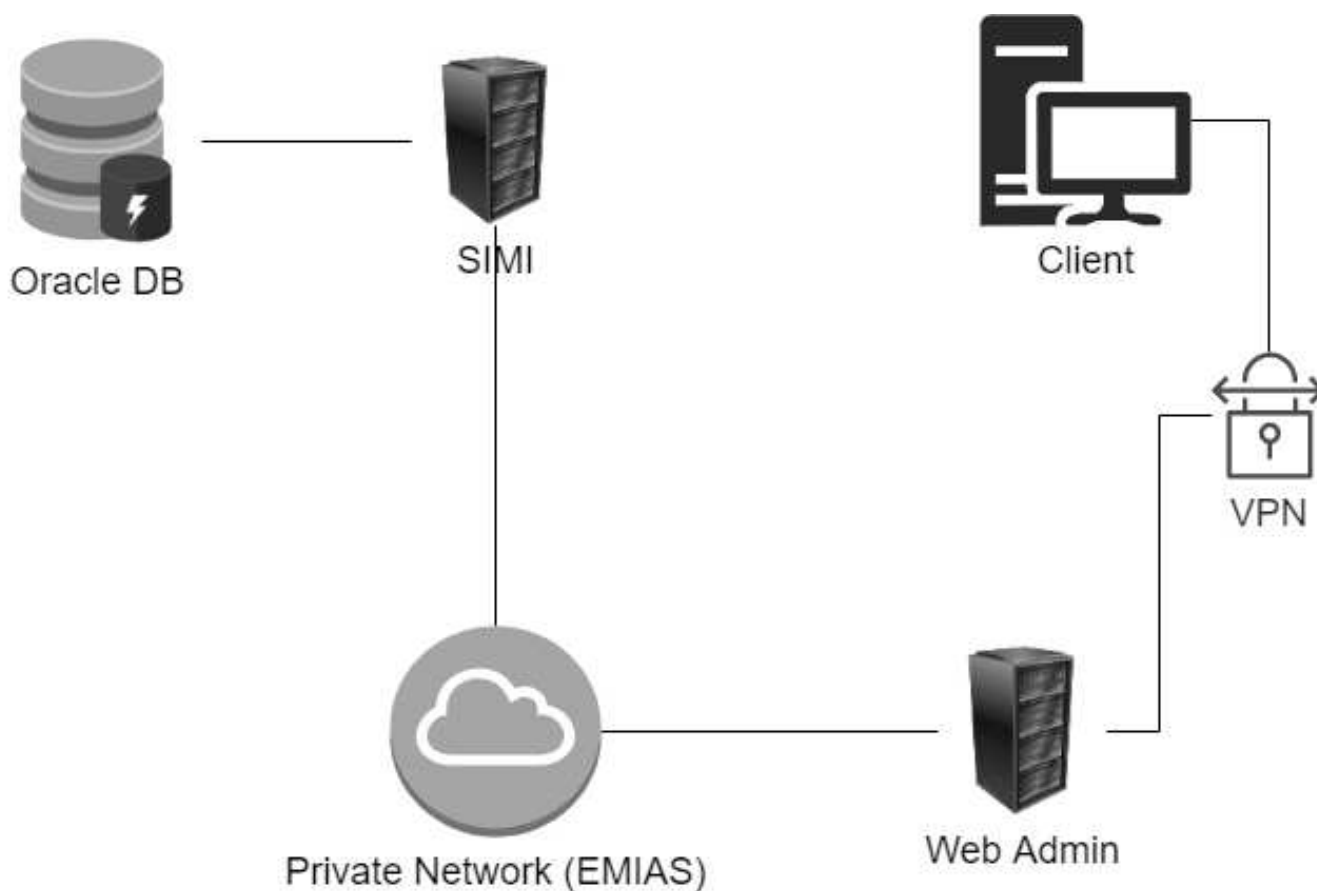 SIMI
Client
Oracle DB
VPN
Web Admin
Private Network (EMIAS)